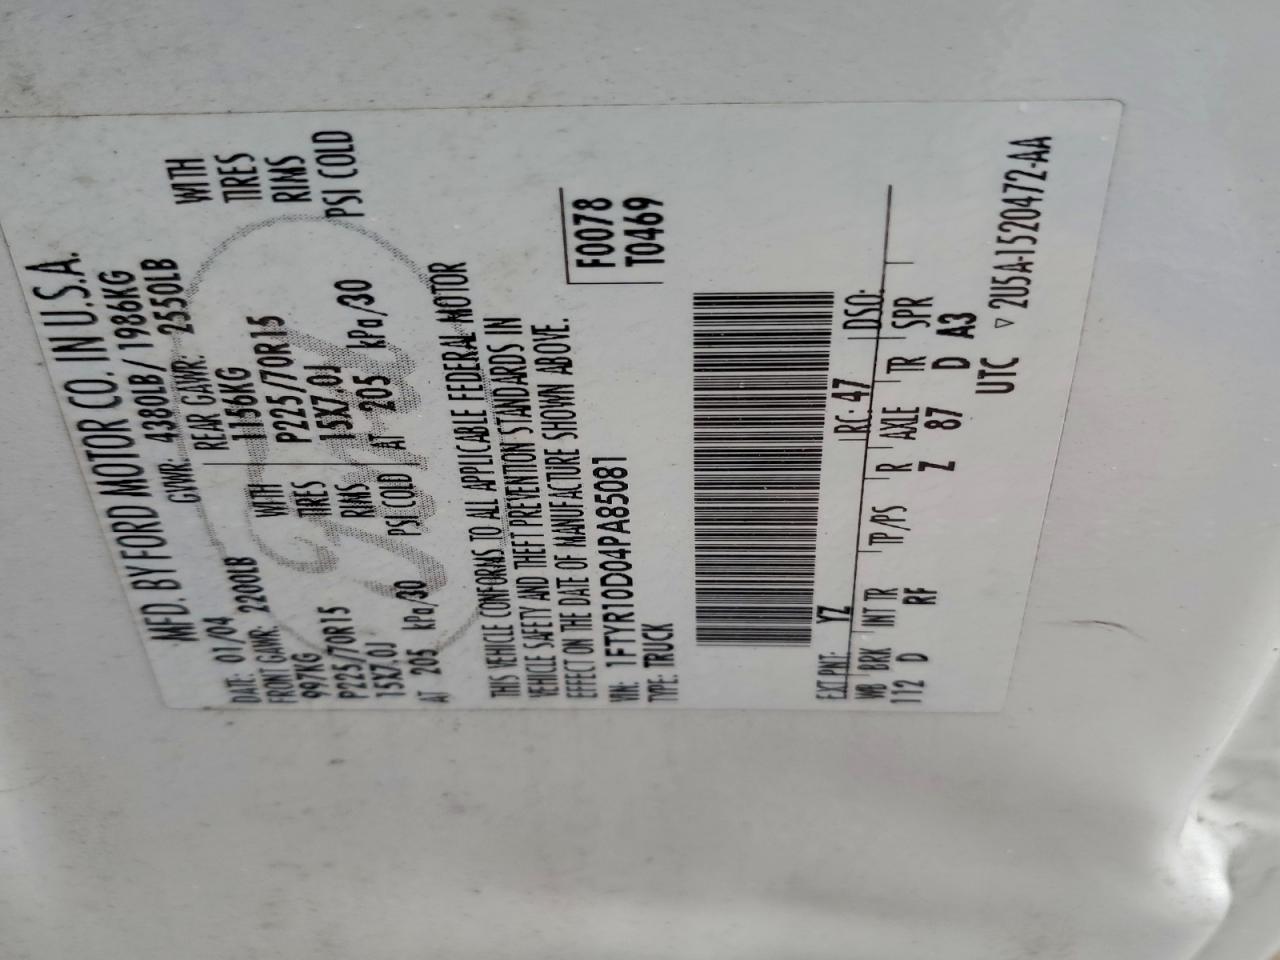 MFD. BY FORD MOTOR CO. IN U.S.A.
DATE: 01/04 GVWR: 4380LB/1986KG
FRNT GAWR: 2200LB REAR GAWR: 2550LB
997KG WITH 1156KG WITH
P225/70R15 TIRES P225/70R15 TIRES
15X7.0J RIMS 15X7.0J RIMS
AT 205 kPa/30 PSI COLD AT 205 kPa/30 PSI COLD
Ford
THIS VEHICLE CONFORMS TO ALL APPLICABLE FEDERAL MOTOR
VEHICLE SAFETY AND THEFT PREVENTION STANDARDS IN
EFFECT ON THE DATE OF MANUFACTURE SHOWN ABOVE.
VIN: 1FTYR10D04PA85081 F0078
TYPE: TRUCK T0469
EXT PNT: YZ RC: 47 DSO:
WB BRK INT TR TP/PS R AXLE TR SPR
112 D RF Z 87 D A3
UTC ▽ 2U5A-1520472-AA